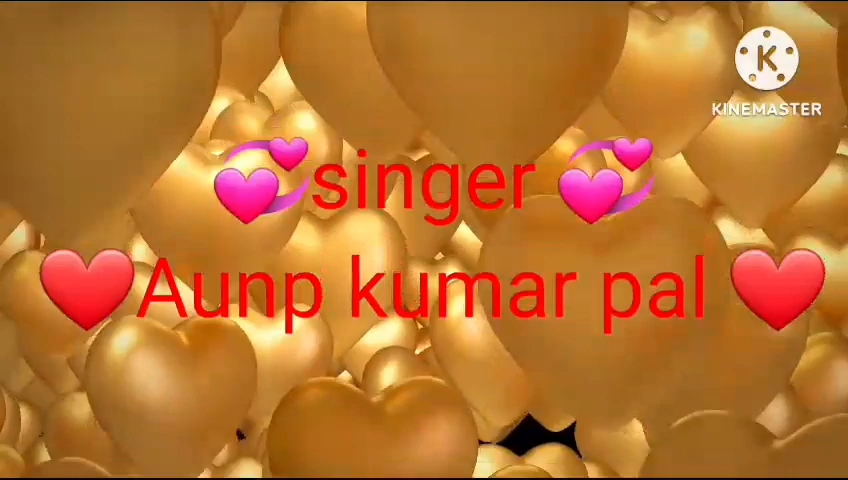 KINEMASTER
💞singer 💞
❤️Aunp kumar pal ❤️